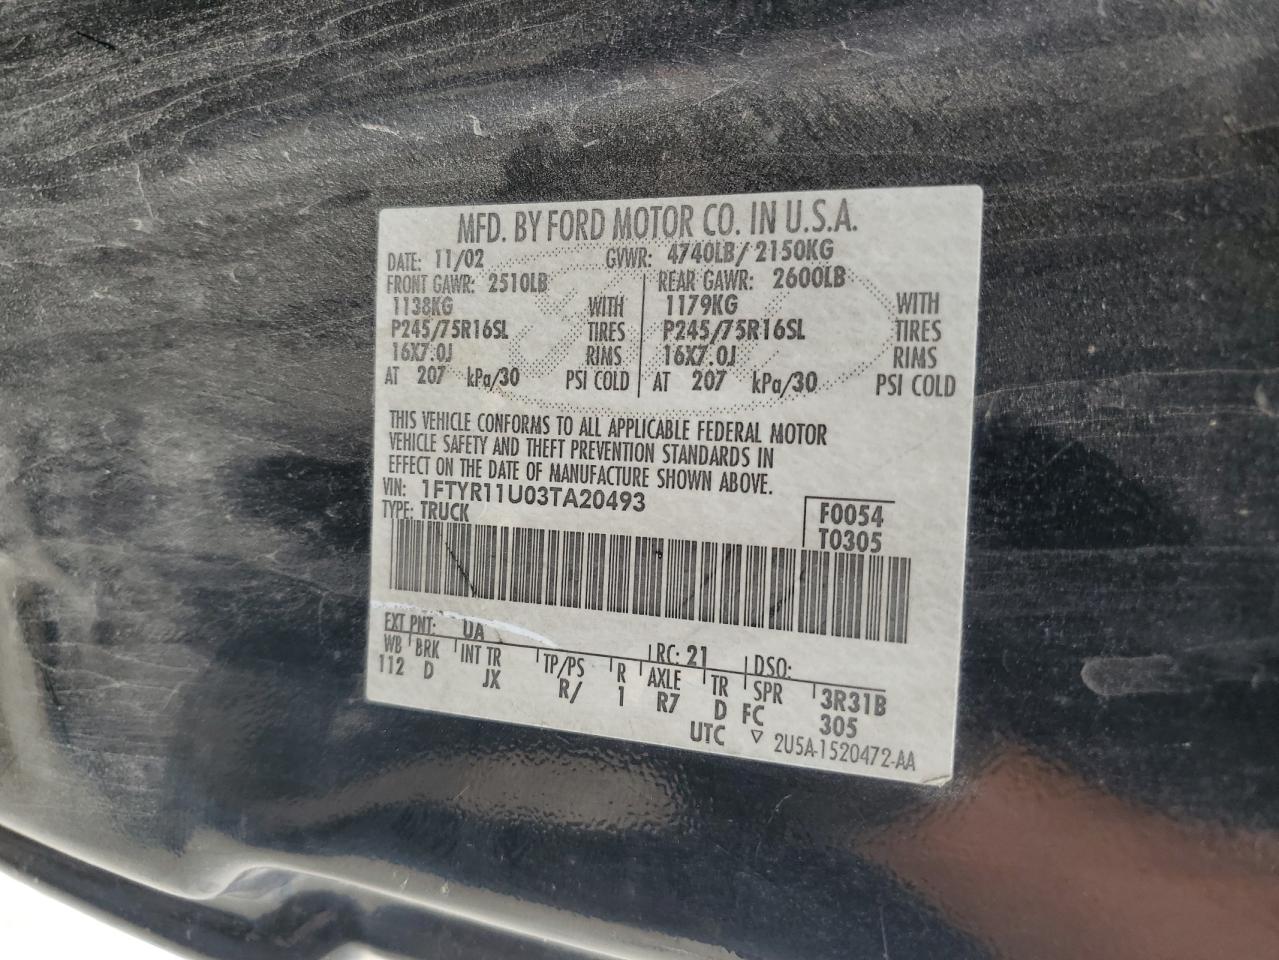 MFD. BY FORD MOTOR CO. IN U.S.A.
DATE: 11/02 GVWR: 4740LB/ 2150KG
FRONT GAWR: 2510LB REAR GAWR: 2600LB
1138KG WITH 1179KG WITH
P245/75R16SL TIRES P245/75R16SL TIRES
16X7.0J RIMS 16X7.0J RIMS
AT 207 kPa/30 PSI COLD AT 207 kPa/30 PSI COLD
THIS VEHICLE CONFORMS TO ALL APPLICABLE FEDERAL MOTOR
VEHICLE SAFETY AND THEFT PREVENTION STANDARDS IN
EFFECT ON THE DATE OF MANUFACTURE SHOWN ABOVE.
VIN: 1FTYR11U03TA20493
TYPE: TRUCK
F0054
T0305
EXT PNT: UA RC: 21 DSO:
WB BRK INT TR TP/PS R AXLE TR SPR 3R31B
112 D JX R/ 1 R7 D FC 305
UTC ▽ 2U5A-1520472-AA